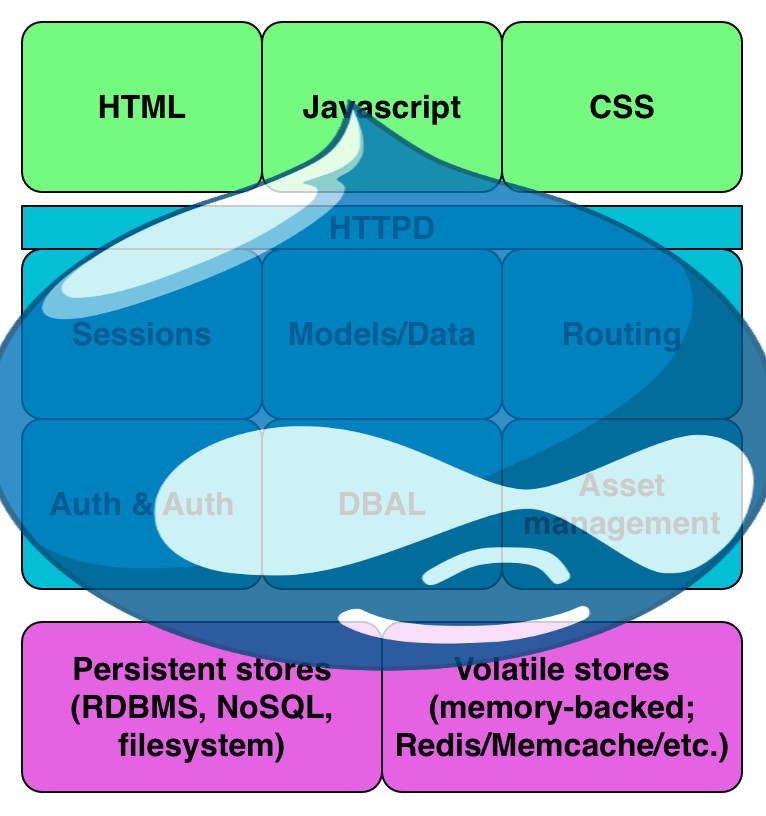 HTML
Javascript
CSS
HTTPD
Sessions
Models/Data
Routing
Auth & Auth
DBAL
Asset
management
Persistent stores
(RDBMS, NoSQL,
filesystem)
Volatile stores
(memory-backed;
Redis/Memcache/etc.)